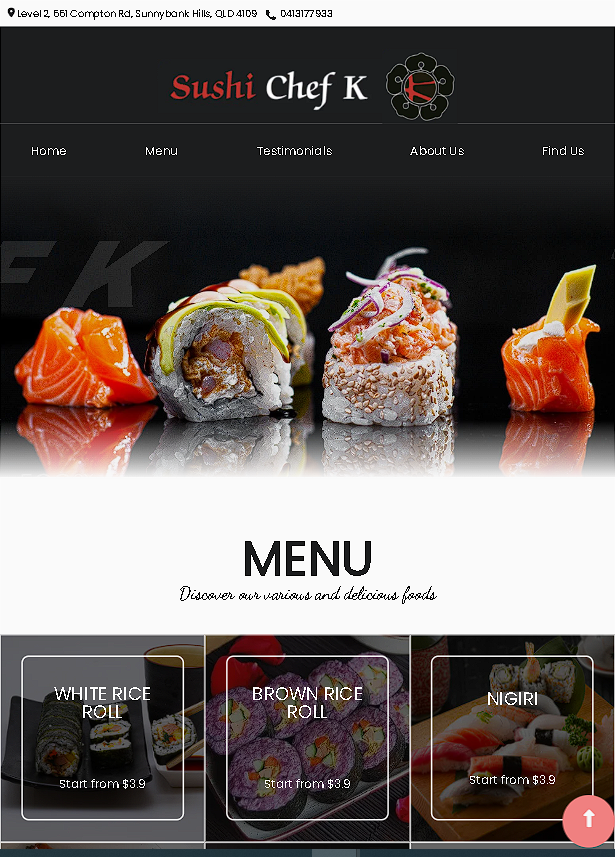 Level 2, 661 Compton Rd, Sunnybank Hills, QLD 4109 0413177933
Sushi Chef K
Home Menu Testimonials About Us Find Us
F K
MENU
Discover our various and delicious foods
WHITE RICE
ROLL
Start from $3.9
BROWN RICE
ROLL
Start from $3.9
NIGIRI
Start from $3.9